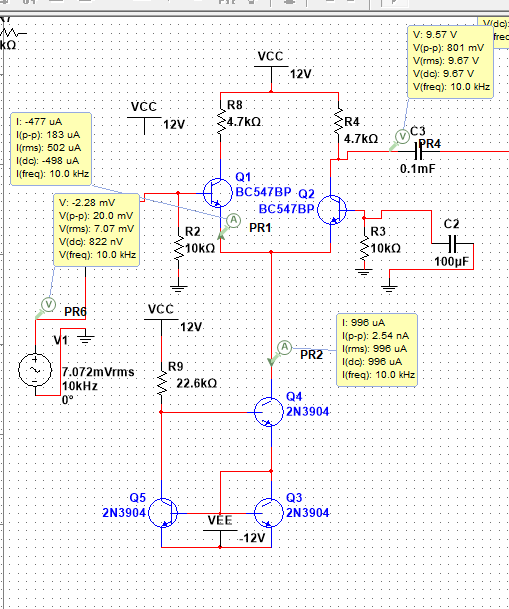 kΩ
V(dc):
V(freq
V: 9.57 V
V(p-p): 801 mV
V(rms): 9.67 V
V(dc): 9.67 V
V(freq): 10.0 kHz
VCC
12V
VCC
12V
R8
4.7kΩ
R4
4.7kΩ
C3
PR4
0.1mF
I: -477 uA
I(p-p): 183 uA
I(rms): 502 uA
I(dc): -498 uA
I(freq): 10.0 kHz
Q1
BC547BP
Q2
BC547BP
A
PR1
V
V: -2.28 mV
V(p-p): 20.0 mV
V(rms): 7.07 mV
V(dc): 822 nV
V(freq): 10.0 kHz
R2
10kΩ
R3
10kΩ
C2
100µF
V
PR6
V1
7.072mVrms
10kHz
0°
VCC
12V
R9
22.6kΩ
A
PR2
I: 996 uA
I(p-p): 2.54 nA
I(rms): 996 uA
I(dc): 996 uA
I(freq): 10.0 kHz
Q4
2N3904
Q5
2N3904
Q3
2N3904
VEE
-12V